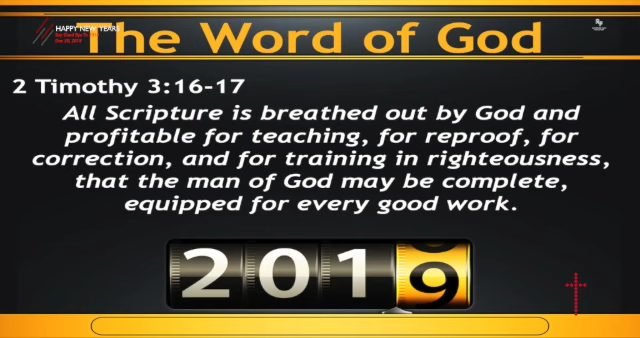 HAPPY NEW YEARS
The Word of God
2 Timothy 3:16-17
All Scripture is breathed out by God and
profitable for teaching, for reproof, for
correction, and for training in righteousness,
that the man of God may be complete,
equipped for every good work.
2019